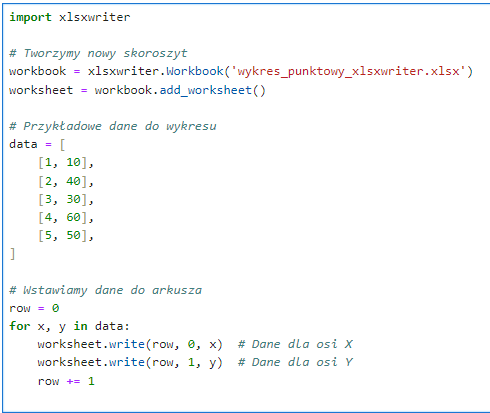 import xlsxwriter
# Tworzymy nowy skoroszyt
workbook = xlsxwriter.Workbook('wykres_punktowy_xlsxwriter.xlsx')
worksheet = workbook.add_worksheet()
# Przykładowe dane do wykresu
data = [
    [1, 10],
    [2, 40],
    [3, 30],
    [4, 60],
    [5, 50],
]
# Wstawiamy dane do arkusza
row = 0
for x, y in data:
    worksheet.write(row, 0, x)  # Dane dla osi X
    worksheet.write(row, 1, y)  # Dane dla osi Y
    row += 1